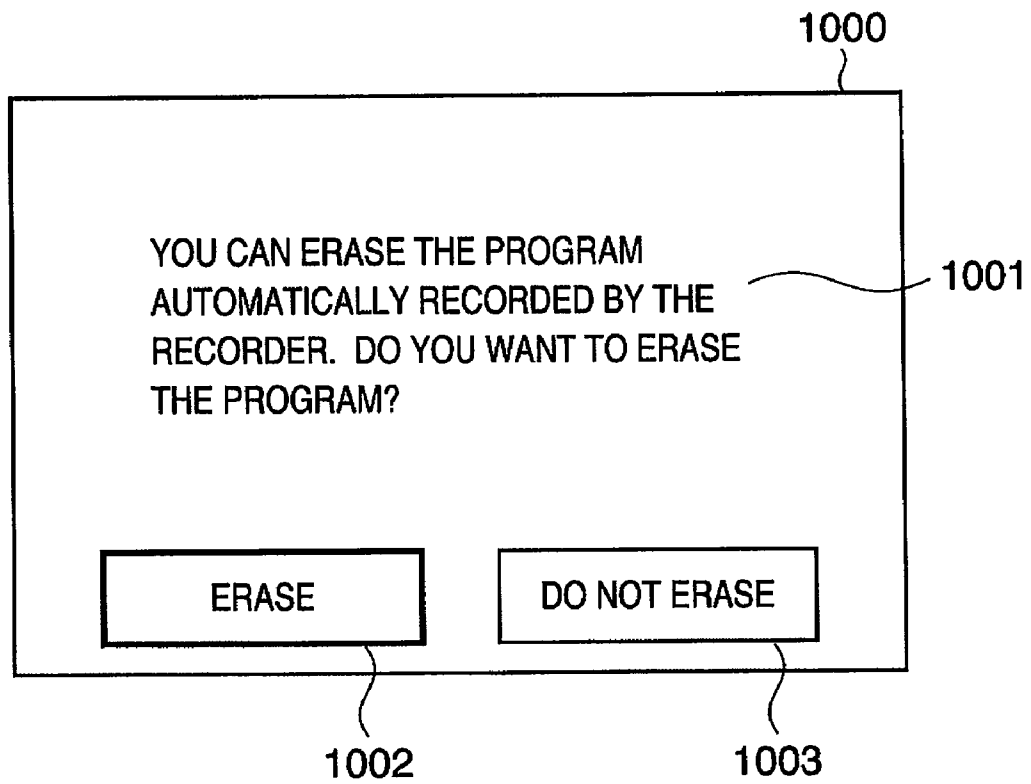 1000
YOU CAN ERASE THE PROGRAM
AUTOMATICALLY RECORDED BY THE
RECORDER. DO YOU WANT TO ERASE
THE PROGRAM?
1001
ERASE
DO NOT ERASE
1002
1003